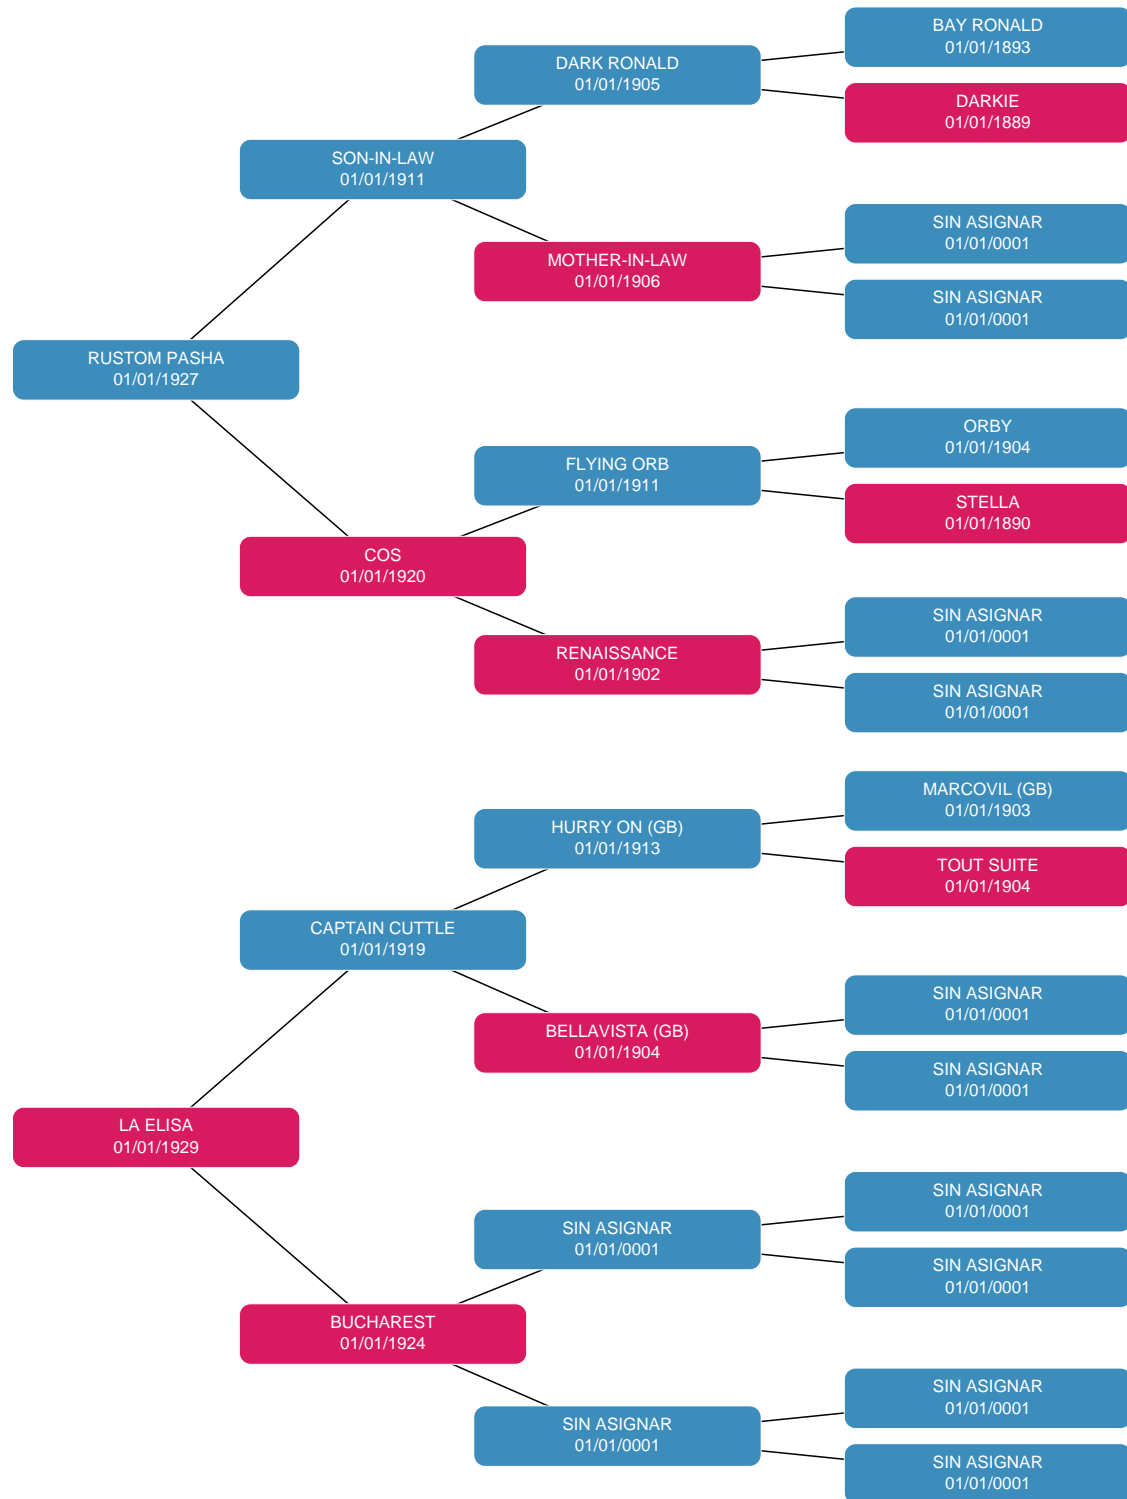 BAY RONALD
01/01/1893
DARK RONALD
01/01/1905
DARKIE
01/01/1889
SON-IN-LAW
01/01/1911
SIN ASIGNAR
01/01/0001
MOTHER-IN-LAW
01/01/1906
SIN ASIGNAR
01/01/0001
RUSTOM PASHA
01/01/1927
ORBY
01/01/1904
FLYING ORB
01/01/1911
STELLA
01/01/1890
COS
01/01/1920
SIN ASIGNAR
01/01/0001
RENAISSANCE
01/01/1902
SIN ASIGNAR
01/01/0001
MARCOVIL (GB)
01/01/1903
HURRY ON (GB)
01/01/1913
TOUT SUITE
01/01/1904
CAPTAIN CUTTLE
01/01/1919
SIN ASIGNAR
01/01/0001
BELLAVISTA (GB)
01/01/1904
SIN ASIGNAR
01/01/0001
LA ELISA
01/01/1929
SIN ASIGNAR
01/01/0001
SIN ASIGNAR
01/01/0001
SIN ASIGNAR
01/01/0001
BUCHAREST
01/01/1924
SIN ASIGNAR
01/01/0001
SIN ASIGNAR
01/01/0001
SIN ASIGNAR
01/01/0001